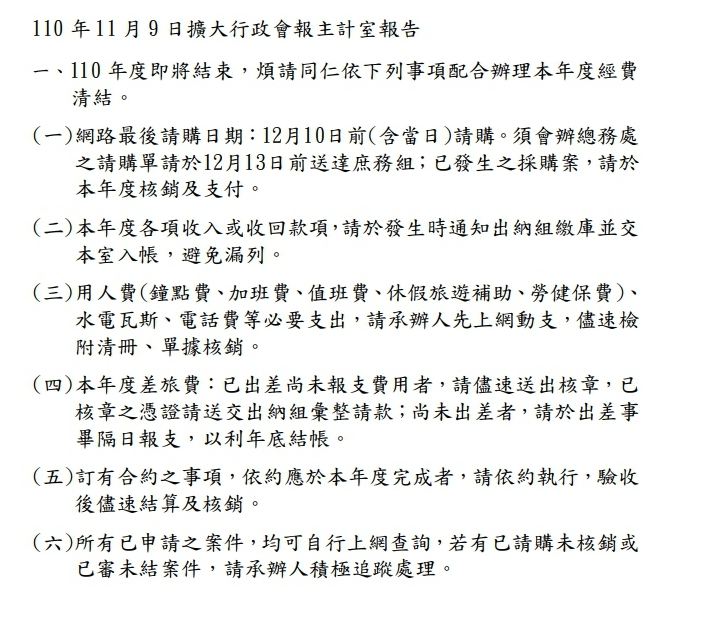 110 年 11 月 9 日擴大行政會報主計室報告
一、110 年度即將結束，煩請同仁依下列事項配合辦理本年度經費
清結。
(一)網路最後請購日期：12月10日前(含當日)請購。須會辦總務處
之請購單請於12月13日前送達庶務組；已發生之採購案，請於
本年度核銷及支付。
(二)本年度各項收入或收回款項，請於發生時通知出納組繳庫並交
本室入帳，避免漏列。
(三)用人費(鐘點費、加班費、值班費、休假旅遊補助、勞健保費)、
水電瓦斯、電話費等必要支出，請承辦人先上網動支，儘速檢
附清冊、單據核銷。
(四)本年度差旅費：已出差尚未報支費用者，請儘速送出核章，已
核章之憑證請送交出納組彙整請款；尚未出差者，請於出差事
畢隔日報支，以利年底結帳。
(五)訂有合約之事項，依約應於本年度完成者，請依約執行，驗收
後儘速結算及核銷。
(六)所有已申請之案件，均可自行上網查詢，若有已請購未核銷或
已審未結案件，請承辦人積極追蹤處理。